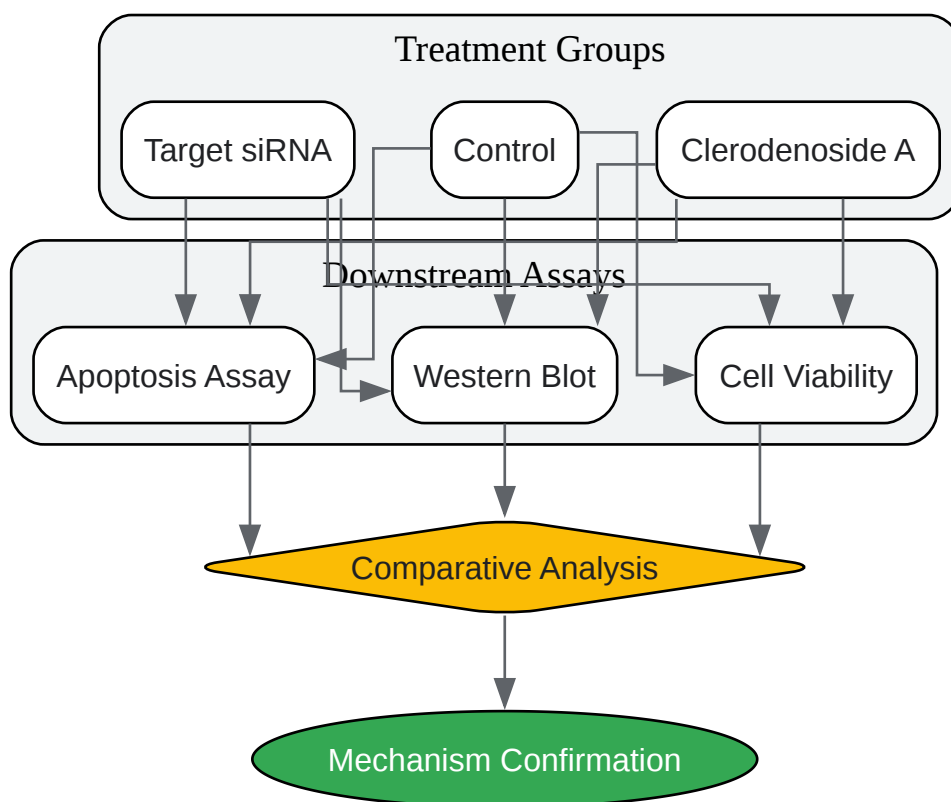 Treatment Groups
Target siRNA
Control
Clerodenoside A
Downstream Assays
Apoptosis Assay
Western Blot
Cell Viability
Comparative Analysis
Mechanism Confirmation